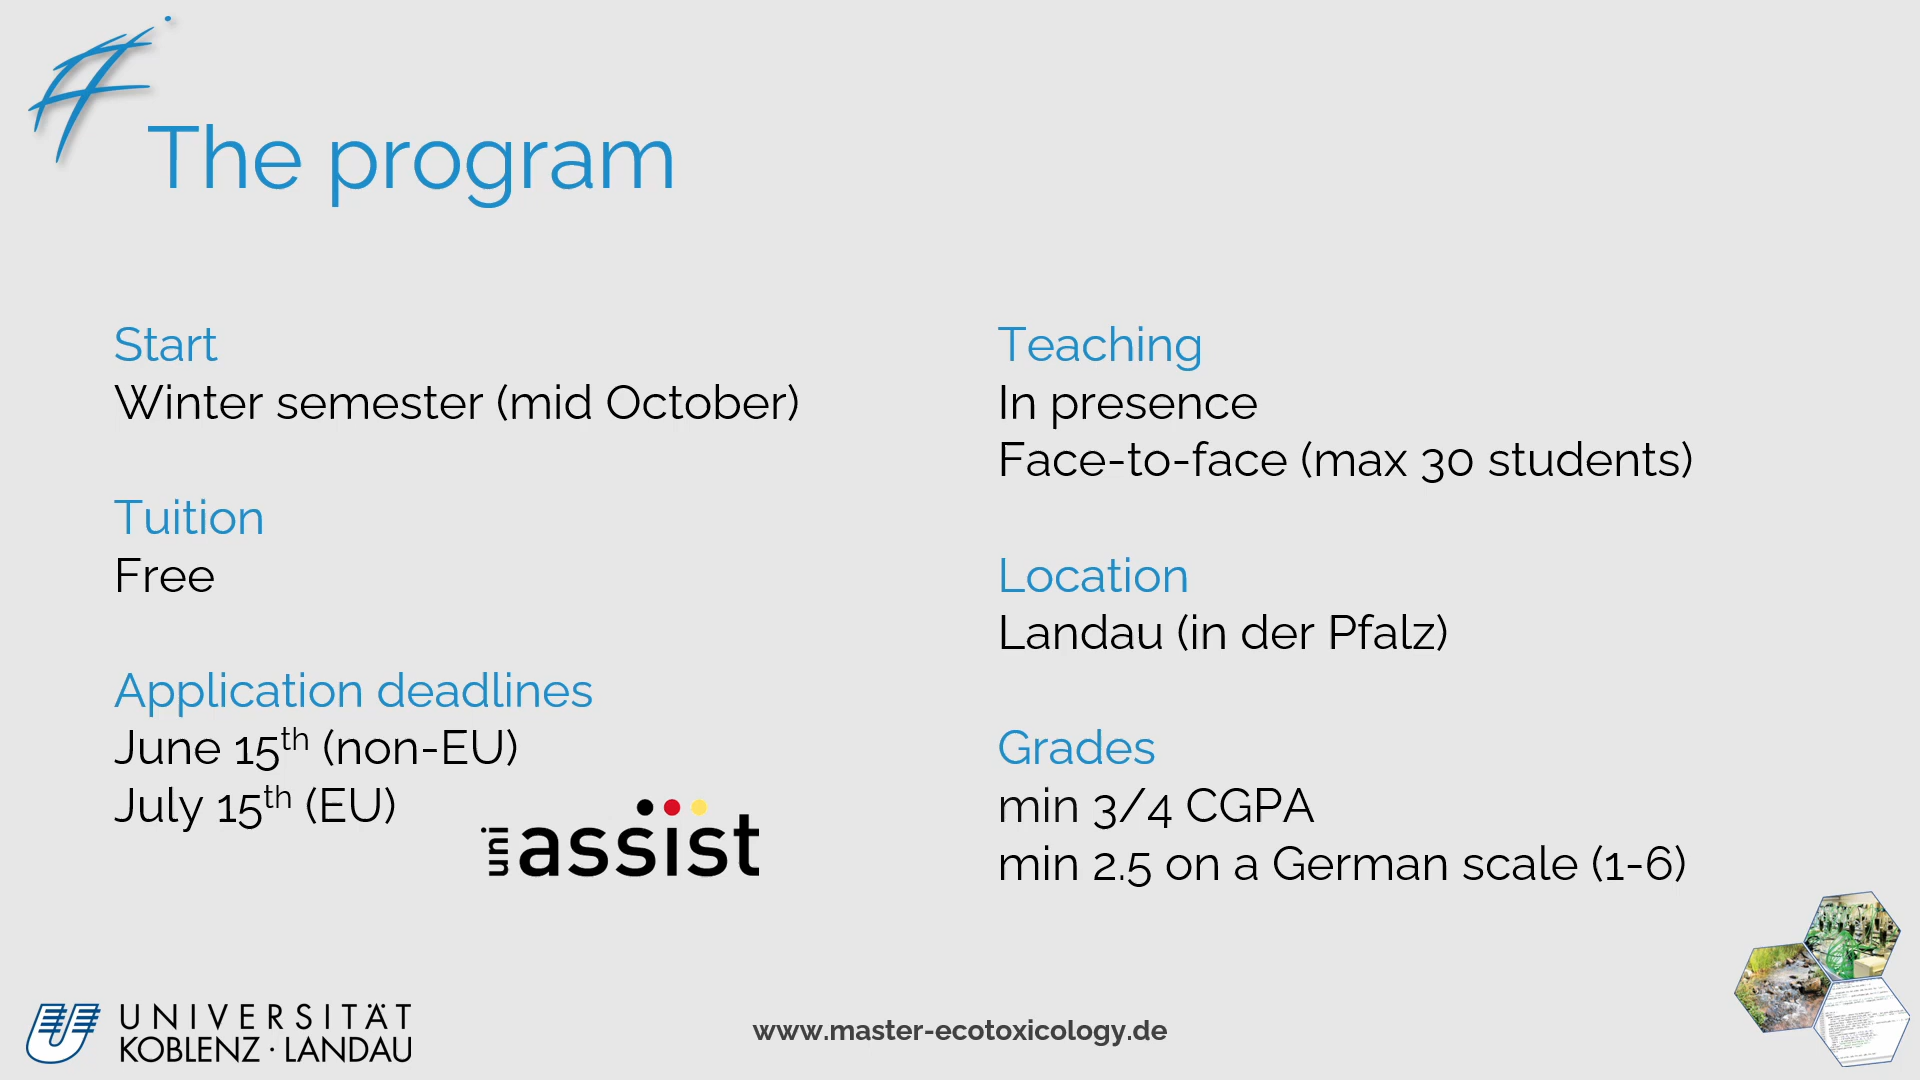 The program
Start
Winter semester (mid October)
Tuition
Free
Application deadlines
June 15th (non-EU)
July 15th (EU)
uni assist
Teaching
In presence
Face-to-face (max 30 students)
Location
Landau (in der Pfalz)
Grades
min 3/4 CGPA
min 2.5 on a German scale (1-6)
UNIVERSITÄT
KOBLENZ · LANDAU
www.master-ecotoxicology.de